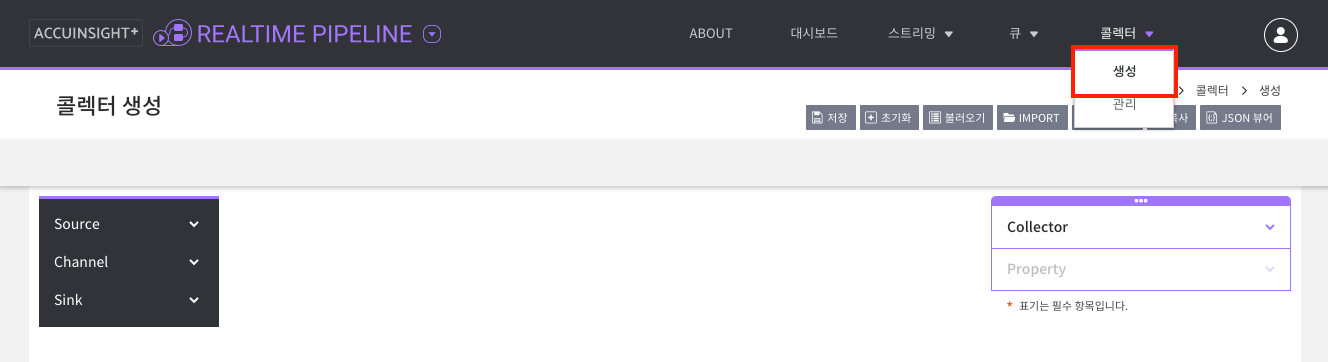 ACCUINSIGHT+ REALTIME PIPELINE ABOUT 대시보드 스트리밍 큐 콜렉터
생성
관리
콜렉터 생성
콜렉터 > 생성
저장 초기화 불러오기 IMPORT 복사 JSON 뷰어
Source
Channel
Sink
Collector
Property
* 표기는 필수 항목입니다.